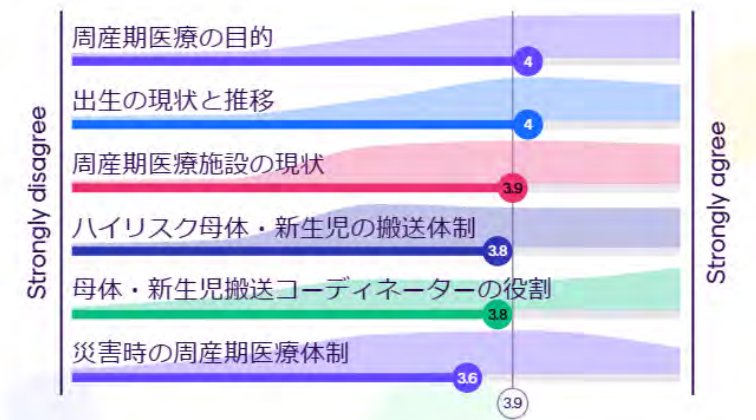 周産期医療の目的
4
出生の現状と推移
4
周産期医療施設の現状
3.9
ハイリスク母体・新生児の搬送体制
3.8
母体・新生児搬送コーディネーターの役割
3.8
災害時の周産期医療体制
3.6
3.9
Strongly disagree
Strongly agree